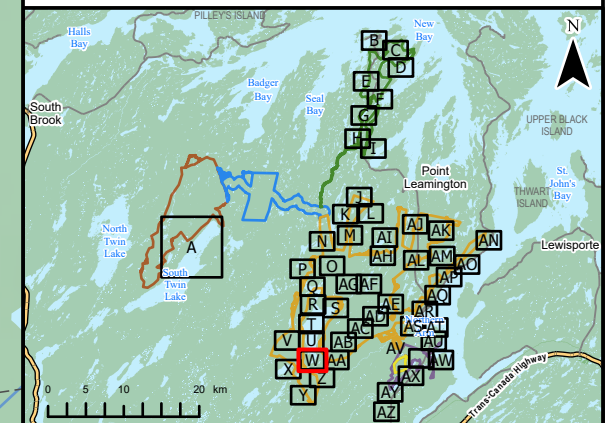 PILLEY'S ISLAND
Halls
Bay
New
Bay
N
B
C
D
Badger
Bay
E
Seal
Bay
F
South
Brook
G
UPPER BLACK
ISLAND
H
I
Point
Leamington
St.
John's
Bay
THWART
ISLAND
J
K
L
North
Twin
Lake
A
AJ
AK
M
N
AI
AN
Lewisporte
AH
AL
AM
AO
South
Twin
Lake
P
O
AP
Q
AG
AF
AQ
R
S
AE
AR
AD
T
AC
AS
AT
V
U
AB
AV
AU
W
AA
AW
X
Z
AX
Y
AY
AZ
0
5
10
20 km
Trans-Canada Highway